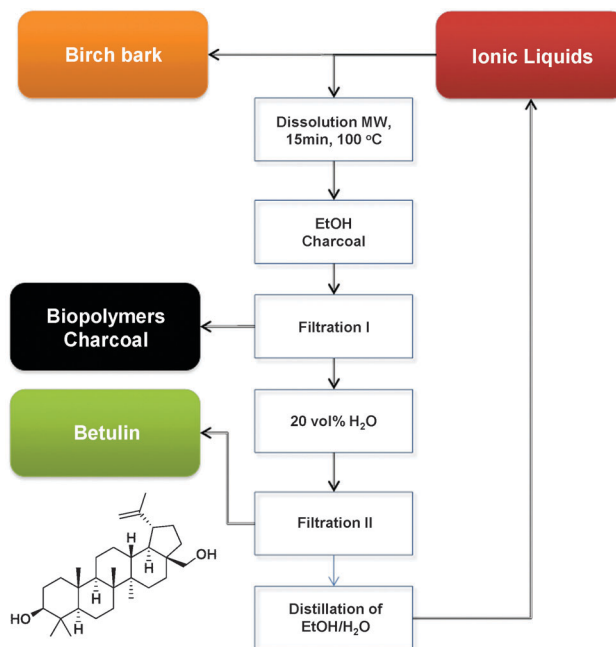 Birch bark
Ionic Liquids
Dissolution MW,
15min, 100 ºC
EtOH
Charcoal
Biopolymers
Charcoal
Filtration I
Betulin
20 vol% H₂O
Filtration II
H
OH
H
H
HO
H
Distillation of
EtOH/H₂O